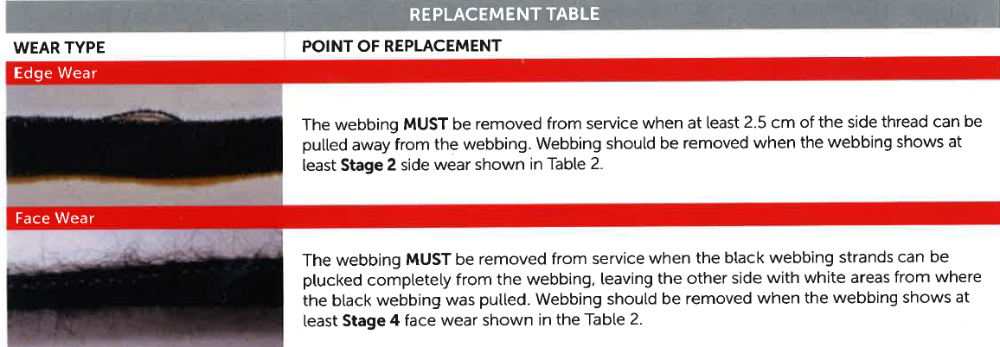 REPLACEMENT TABLE
WEAR TYPE
POINT OF REPLACEMENT
Edge Wear
The webbing MUST be removed from service when at least 2.5 cm of the side thread can be
pulled away from the webbing. Webbing should be removed when the webbing shows at
least Stage 2 side wear shown in Table 2.
Face Wear
The webbing MUST be removed from service when the black webbing strands can be
plucked completely from the webbing, leaving the other side with white areas from where
the black webbing was pulled. Webbing should be removed when the webbing shows at
least Stage 4 face wear shown in the Table 2.